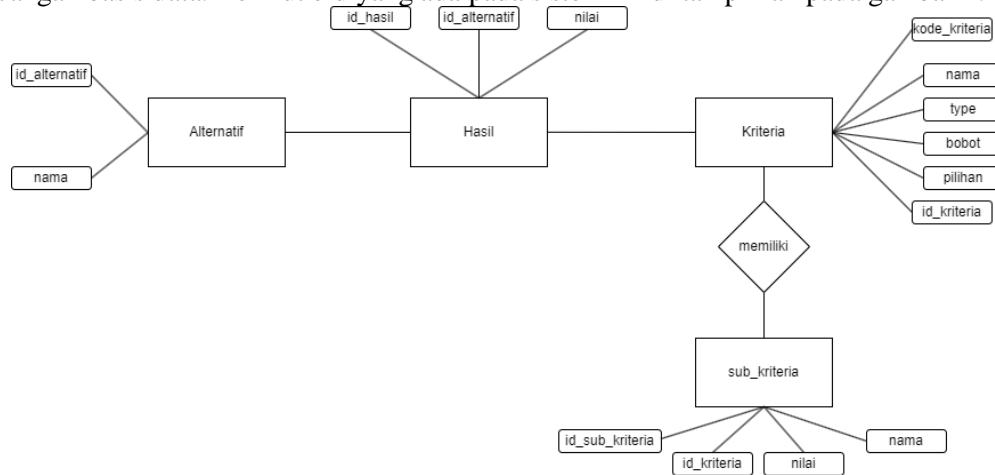 id_hasil
id_alternatif
nilai
kode_kriteria
id_alternatif
nama
type
Alternatif
Hasil
Kriteria
bobot
nama
pilihan
id_kriteria
memiliki
sub_kriteria
id_sub_kriteria
nama
id_kriteria
nilai